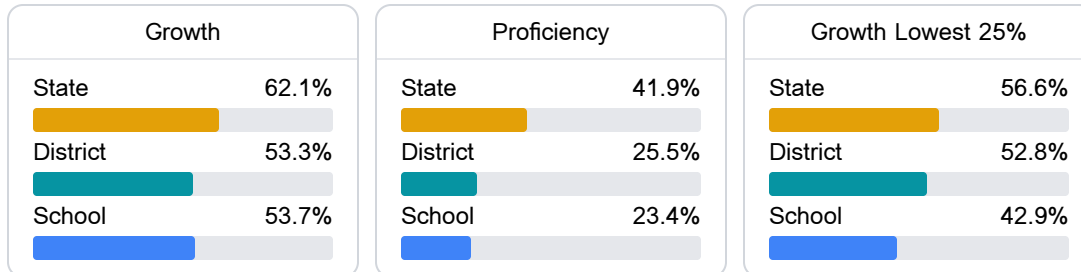 Growth
State 62.1%
District 53.3%
School 53.7%
Proficiency
State 41.9%
District 25.5%
School 23.4%
Growth Lowest 25%
State 56.6%
District 52.8%
School 42.9%